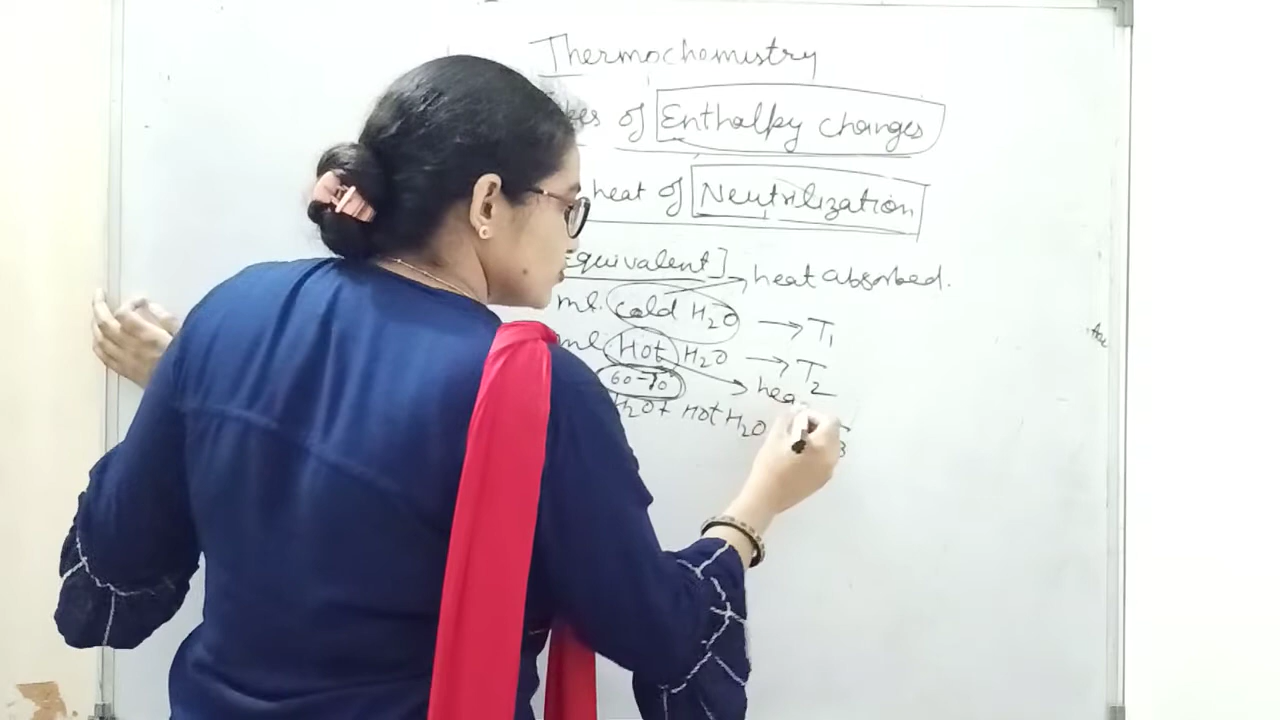 Thermochemistry
of Enthalpy changes
heat of Neutrilization
Equivalent]
heat absorbed.
ml. cold H₂O → T₁
ml. Hot H₂O → T₂
60-70°
hea
H₂O + Hot H₂O